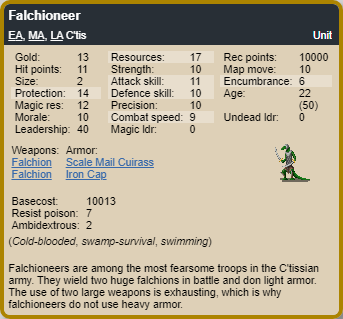 Falchioneer
EA, MA, LA C'tis Unit
Gold: 13 Resources: 17 Rec points: 10000
Hit points: 11 Strength: 10 Map move: 10
Size: 2 Attack skill: 11 Encumbrance: 6
Protection: 14 Defence skill: 10 Age: 22
Magic res: 12 Precision: 10 (50)
Morale: 10 Combat speed: 9 Undead ldr: 0
Leadership: 40 Magic ldr: 0
Weapons: Armor:
Falchion Scale Mail Cuirass
Falchion Iron Cap
Basecost: 10013
Resist poison: 7
Ambidextrous: 2
(Cold-blooded, swamp-survival, swimming)
Falchioneers are among the most fearsome troops in the C'tissian
army. They wield two huge falchions in battle and don light armor.
The use of two large weapons is exhausting, which is why
falchioneers do not use heavy armor.